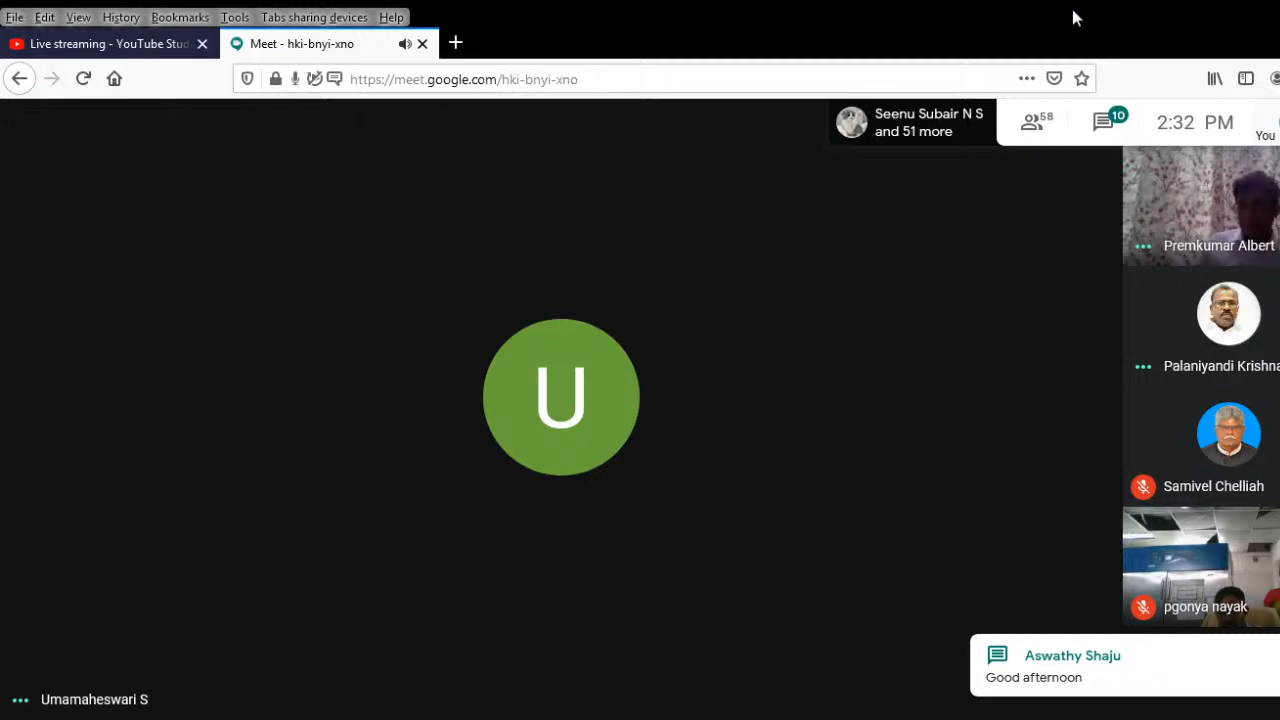 File Edit View History Bookmarks Tools Tabs sharing devices Help
Live streaming - YouTube Stud
Meet - hki-bnyi-xno
https://meet.google.com/hki-bnyi-xno
Seenu Subair N S
and 51 more
58
10
2:32 PM
You
Premkumar Albert
Palaniyandi Krishna
Samivel Chelliah
pgonya nayak
U
Aswathy Shaju
Good afternoon
Umamaheswari S